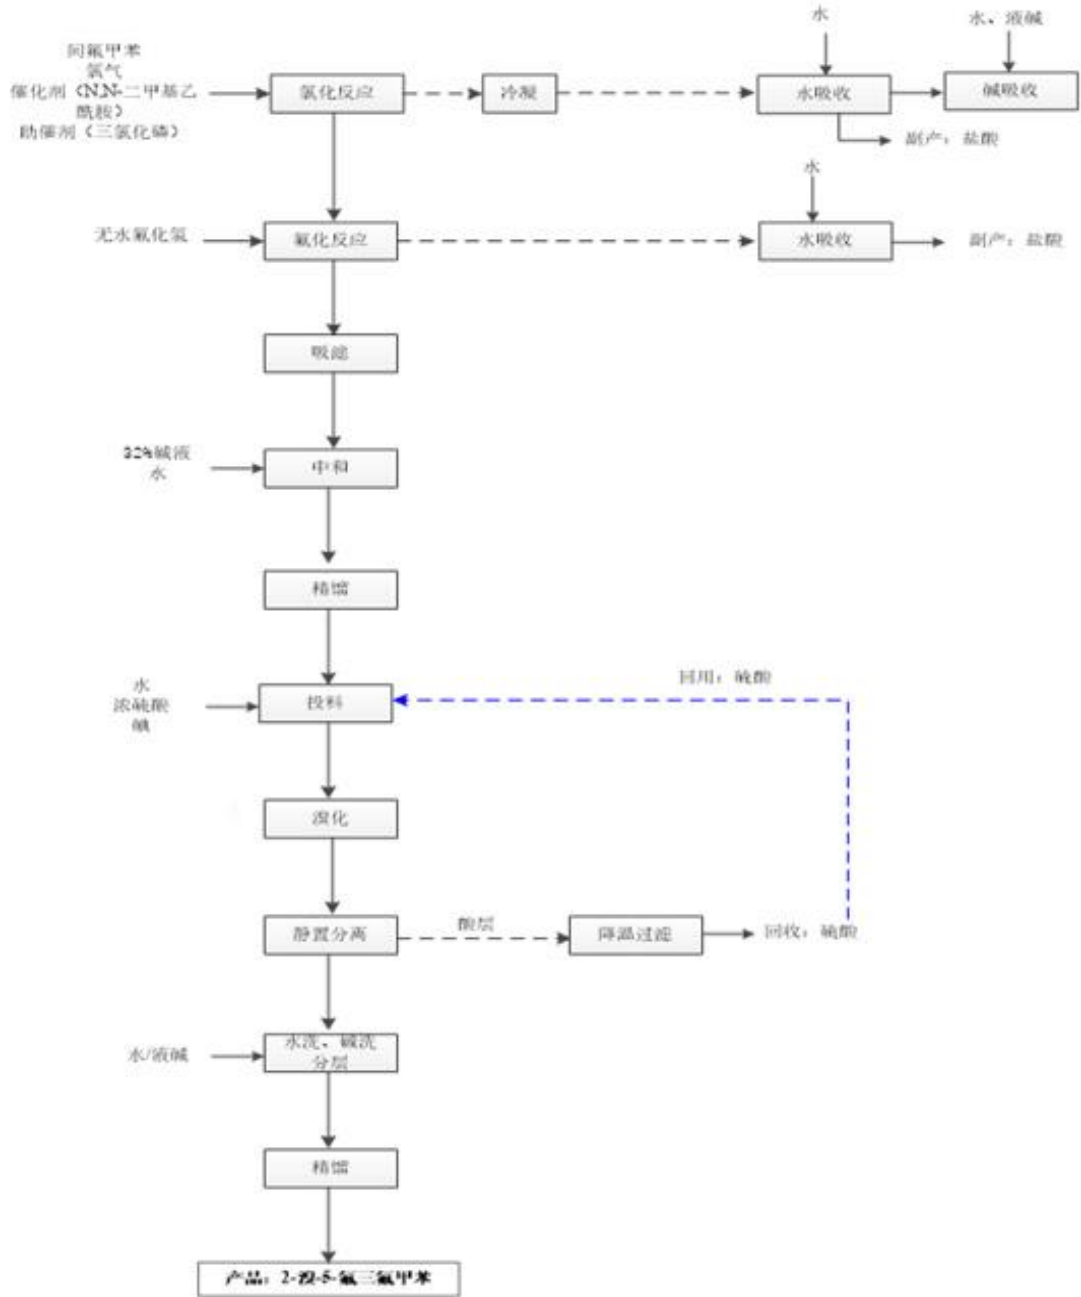 水
水、液碱
间氟甲苯
氯气
催化剂（N,N-二甲基乙
酰胺）
助催剂（三氯化磷）
氯化反应
冷凝
水吸收
碱吸收
副产：盐酸
水
无水氟化氢
氟化反应
水吸收
副产：盐酸
吸滤
32%碱液
水
中和
精馏
水
浓硫酸
碘
投料
回用：硫酸
溴化
静置分离
酸层
降温过滤
回收：硫酸
水/液碱
水洗、碱洗
分层
精馏
产品：2-溴-5-氟三氟甲苯